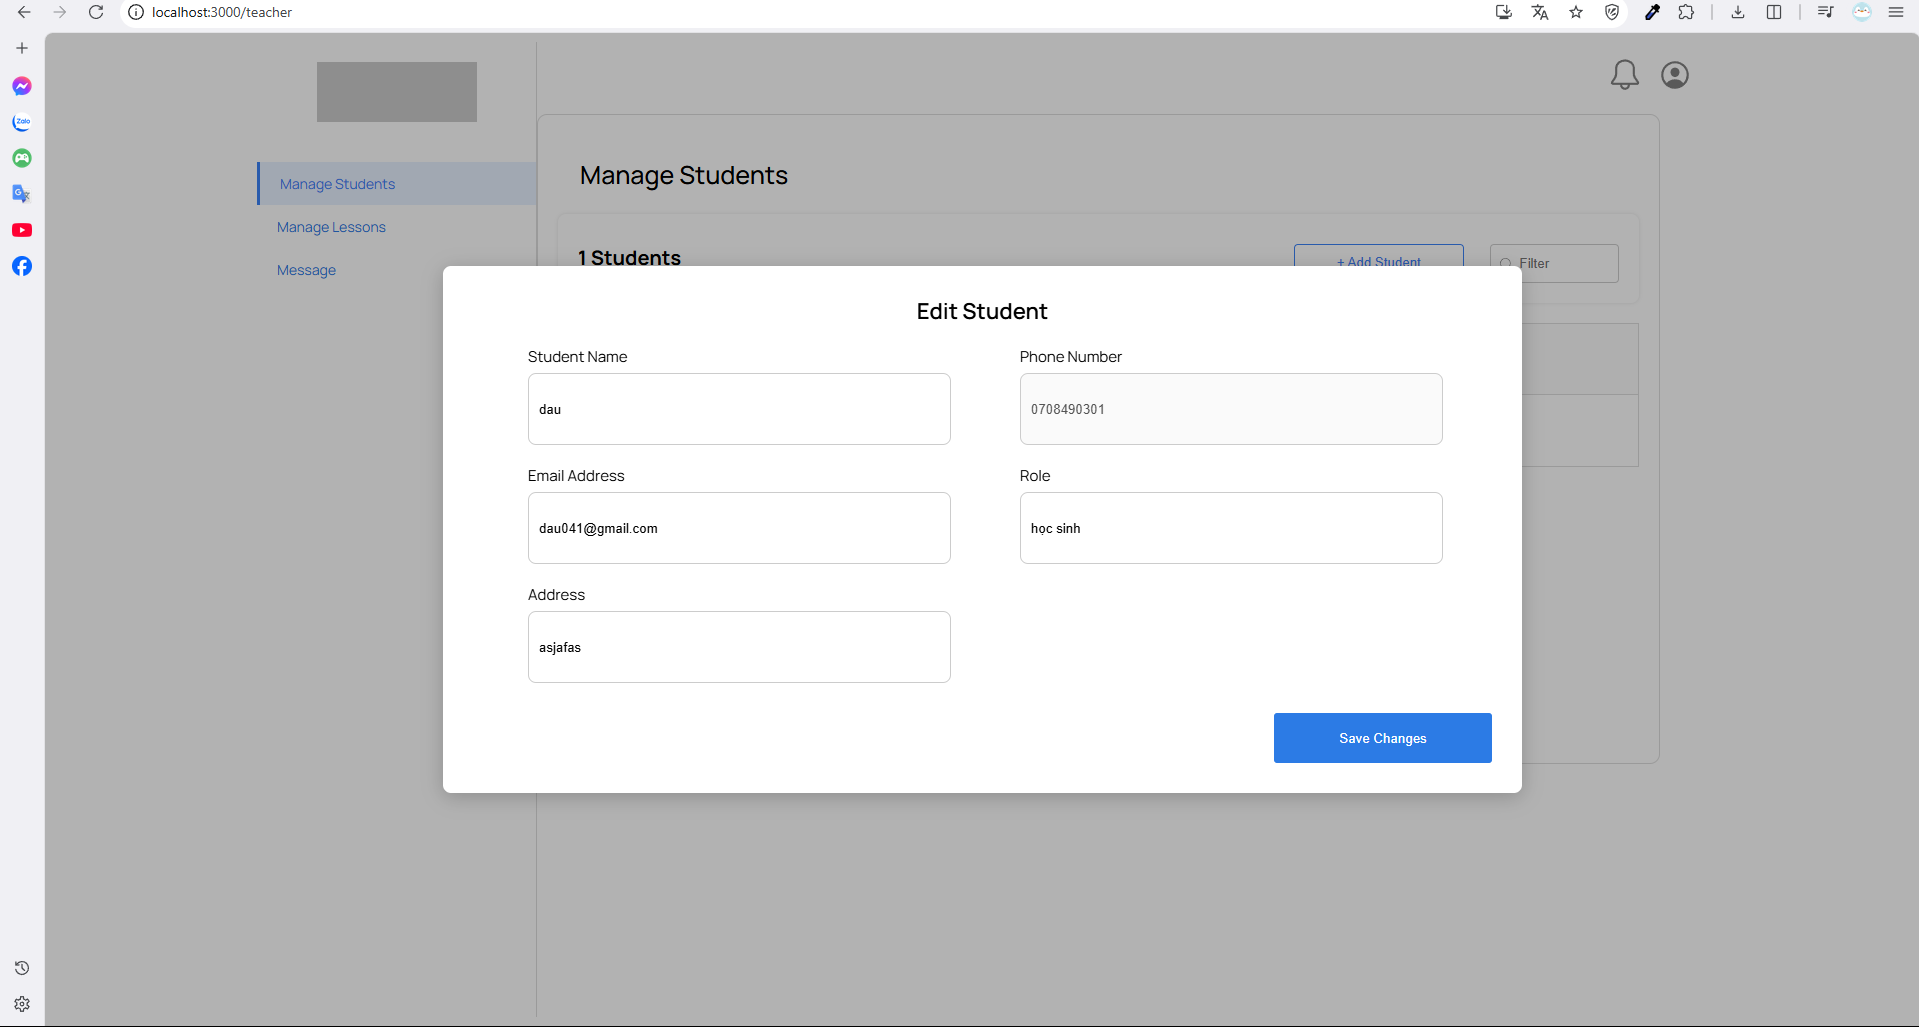 localhost:3000/teacher
Zalo
Manage Students
Manage Lessons
Message
Manage Students
1 Students
+ Add Student
Filter
Edit Student
Student Name
Phone Number
dau
0708490301
Email Address
Role
dau041@gmail.com
học sinh
Address
asjafas
Save Changes